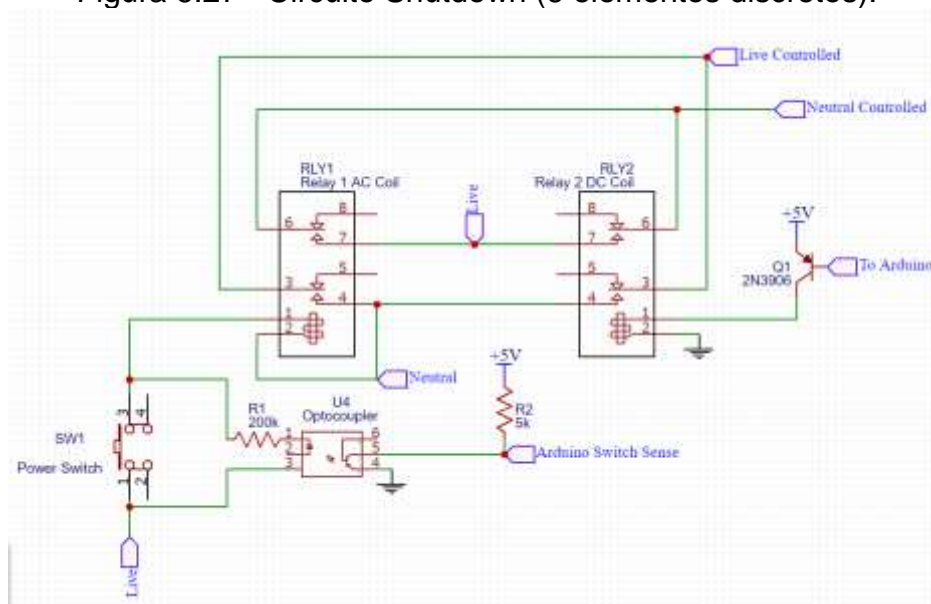 Figura 3.27 – Circuito Shutdown (5 elementos discretos).
Live Controlled
Neutral Controlled
RLY1
Relay 1 AC Coil
8
6
7
5
3
4
1
2
Live
RLY2
Relay 2 DC Coil
8
6
7
5
3
4
1
2
+5V
Q1
2N3906
To Arduino
Neutral
+5V
R2
5k
Arduino Switch Sense
R1
200k
U4
Optocoupler
1
2
3
6
5
4
SW1
Power Switch
3
4
1
2
Live